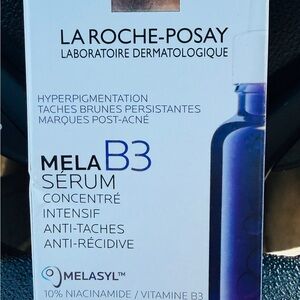 LA ROCHE-POSAY
LABORATOIRE DERMATOLOGIQUE
HYPERPIGMENTATION
TACHES BRUNES PERSISTANTES
MARQUES POST-ACNÉ
MELA B3
SÉRUM
CONCENTRÉ
INTENSIF
ANTI-TACHES
ANTI-RÉCIDIVE
MELASYL™
10% NIACINAMIDE / VITAMINE B3